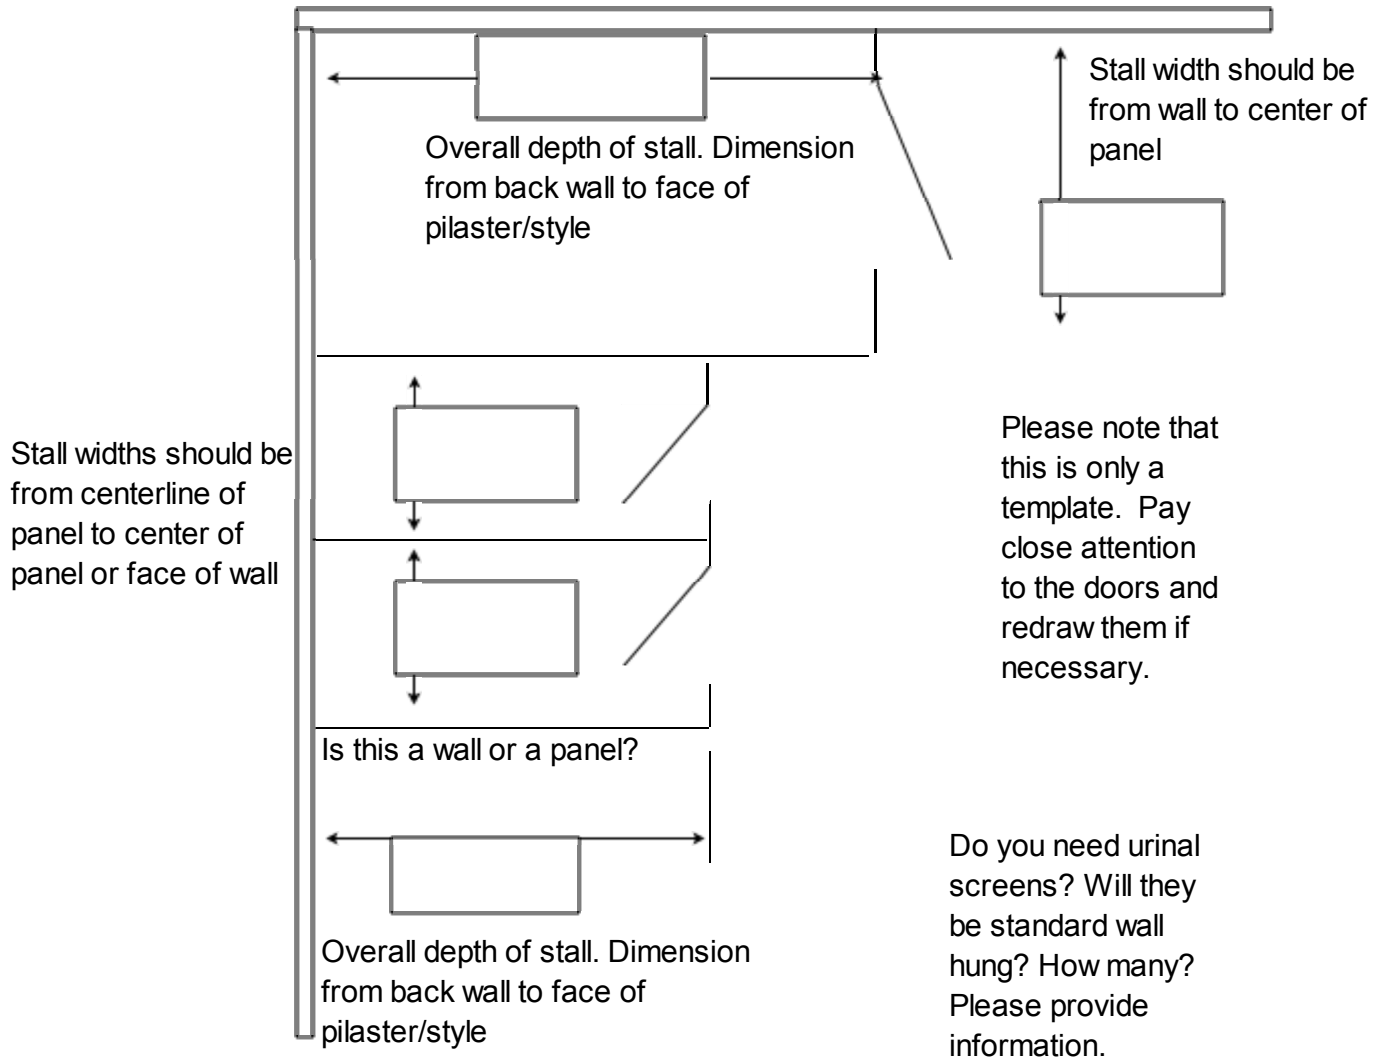 Stall width should be
from wall to center of
panel
Overall depth of stall. Dimension
from back wall to face of
pilaster/style
Stall widths should be
from centerline of
panel to center of
panel or face of wall
Please note that
this is only a
template. Pay
close attention
to the doors and
redraw them if
necessary.
Is this a wall or a panel?
Do you need urinal
screens? Will they
be standard wall
hung? How many?
Please provide
information.
Overall depth of stall. Dimension
from back wall to face of
pilaster/style